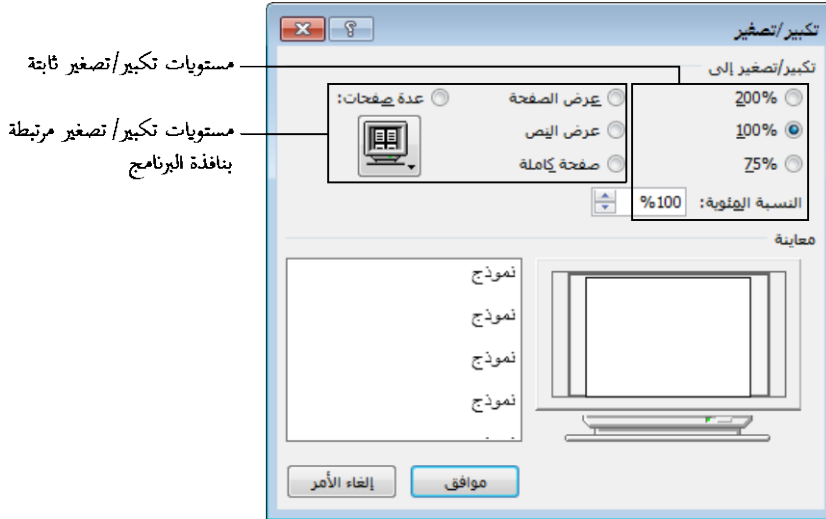 تكبير/تصغير
تكبير/تصغير إلى
200%
100%
75%
النسبة المئوية: 100%
عرض الصفحة
عرض النص
صفحة كاملة
عدة صفحات:
معاينة
نموذج
نموذج
نموذج
نموذج
موافق
إلغاء الأمر
مستويات تكبير/تصغير ثابتة
مستويات تكبير/ تصغير مرتبطة
بنافذة البرنامج